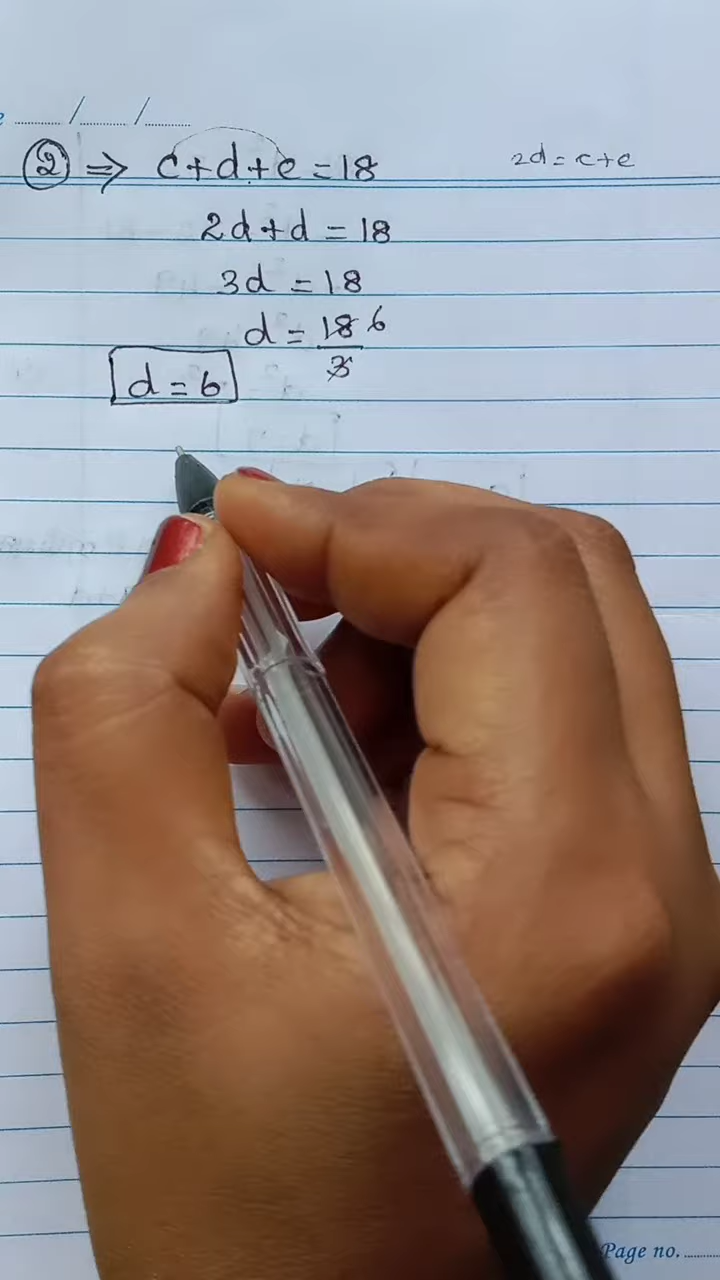 e ...... / ...... / ......
② ⇒ c+d+e = 18
2d = c+e
2d+d = 18
3d = 18
d = 18/3 6
d = 6
Page no. ......